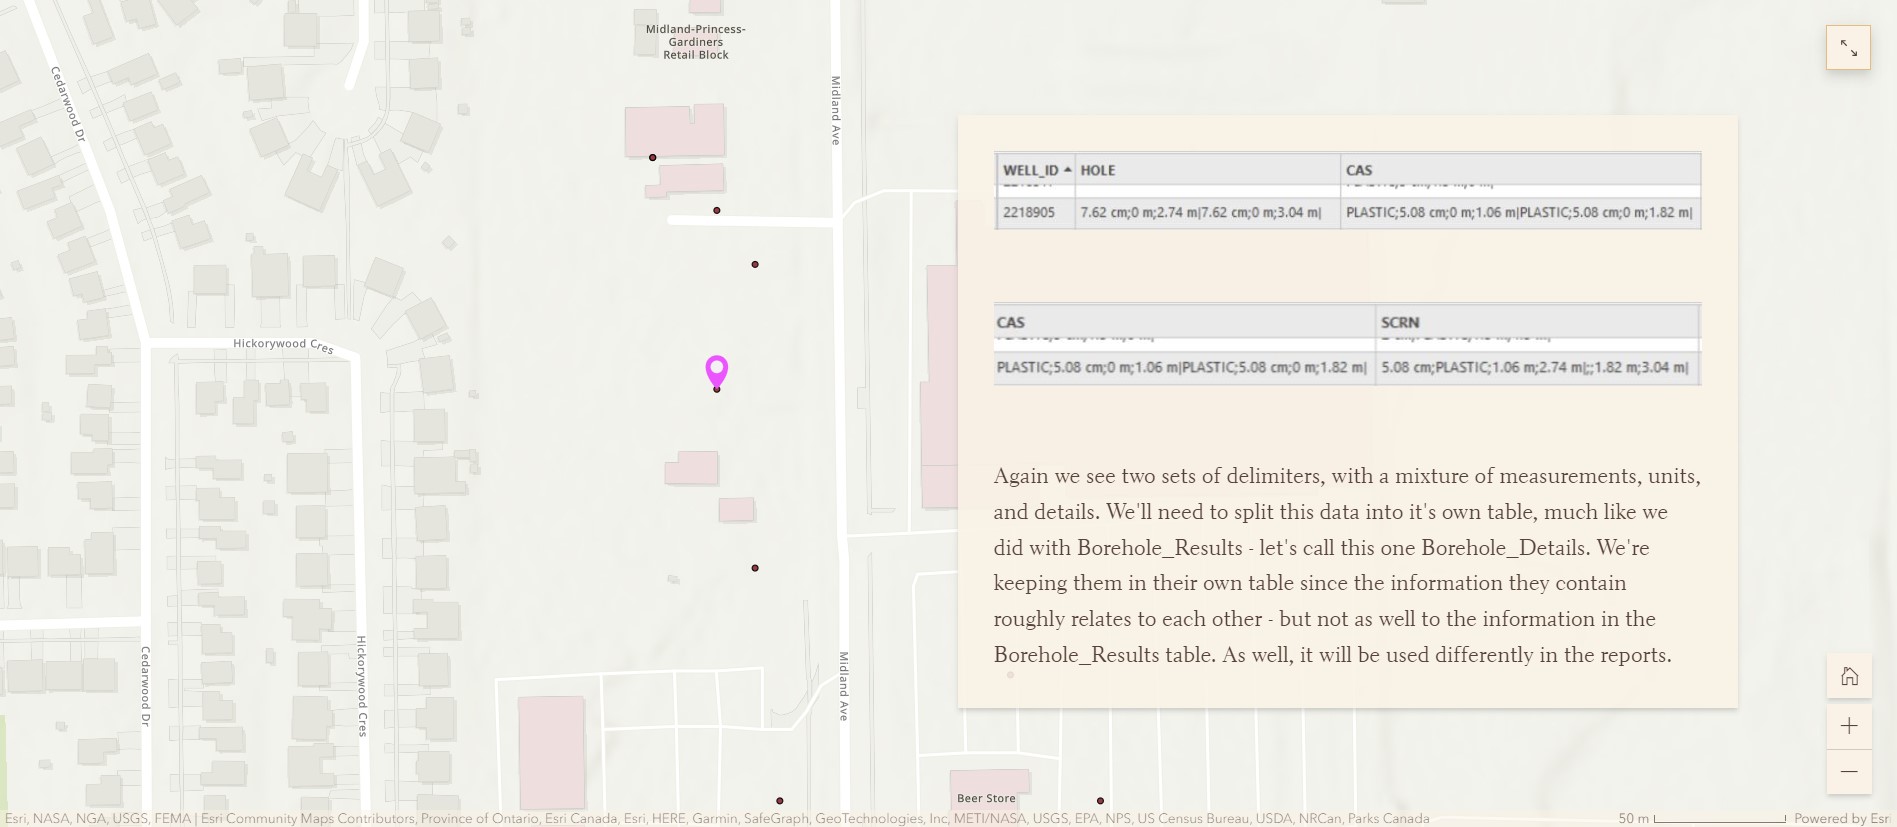 Midland-Princess-
Gardiners
Retail Block
Cedarwood Dr
Midland Ave
Hickorywood Cres
Cedarwood Dr
Hickorywood Cres
Midland Ave
Beer Store
WELL_ID HOLE CAS
2218905 7.62 cm;0 m;2.74 m|7.62 cm;0 m;3.04 m| PLASTIC;5.08 cm;0 m;1.06 m|PLASTIC;5.08 cm;0 m;1.82 m|
CAS SCRN
PLASTIC;5.08 cm;0 m;1.06 m|PLASTIC;5.08 cm;0 m;1.82 m| 5.08 cm;PLASTIC;1.06 m;2.74 m|;;1.82 m;3.04 m|
Again we see two sets of delimiters, with a mixture of measurements, units,
and details. We'll need to split this data into it's own table, much like we
did with Borehole_Results - let's call this one Borehole_Details. We're
keeping them in their own table since the information they contain
roughly relates to each other - but not as well to the information in the
Borehole_Results table. As well, it will be used differently in the reports.
Esri, NASA, NGA, USGS, FEMA | Esri Community Maps Contributors, Province of Ontario, Esri Canada, Esri, HERE, Garmin, SafeGraph, GeoTechnologies, Inc, METI/NASA, USGS, EPA, NPS, US Census Bureau, USDA, NRCan, Parks Canada
50 m
Powered by Esri